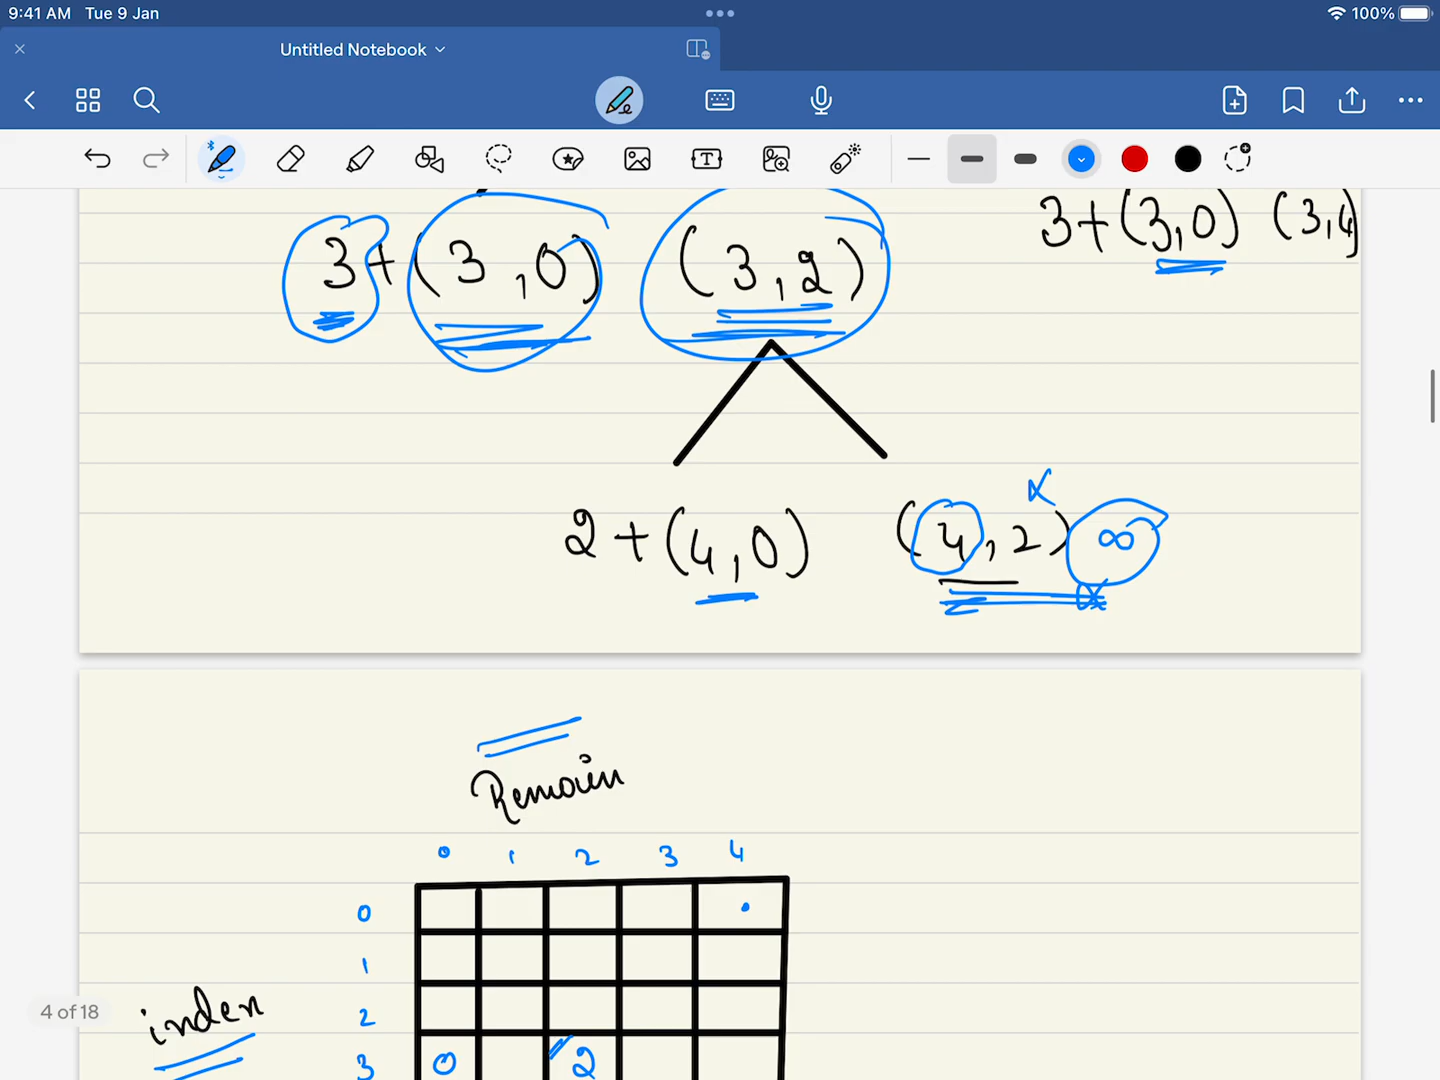 9:41 AM Tue 9 Jan
100%
Untitled Notebook
3+(3,0) (3,4)
3+(3,0) (3,2)
2+(4,0) (4,2) ∞
Remain
0 1 2 3 4
0
1
2
index
3 0 2
4 of 18